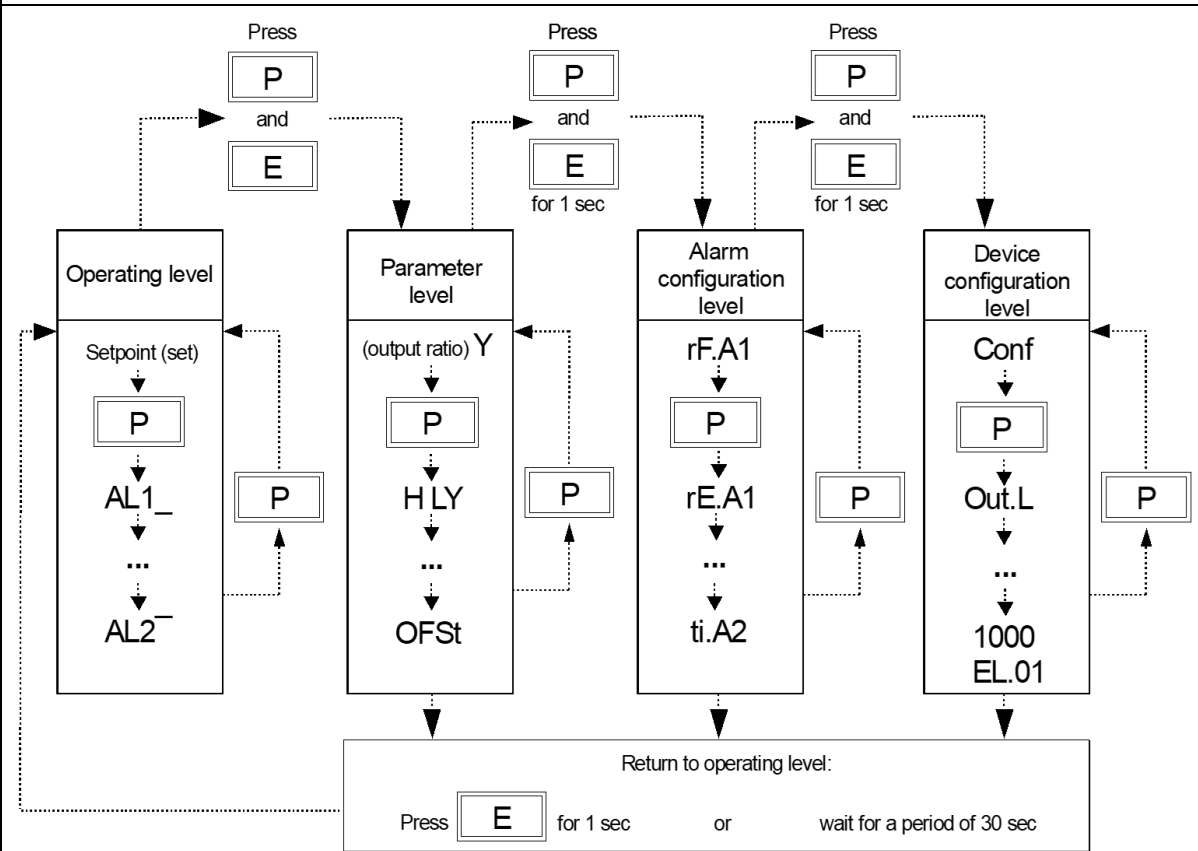 Press
P
and
E
Press
P
and
E
for 1 sec
Press
P
and
E
for 1 sec
Operating level
Setpoint (set)
P
AL1_
...
AL2¯
P
Parameter
level
(output ratio) Y
P
H.LY
...
OFSt
P
Alarm
configuration
level
rF.A1
P
rE.A1
...
ti.A2
P
Device
configuration
level
Conf
P
Out.L
...
1000
EL.01
P
Return to operating level:
Press E for 1 sec or wait for a period of 30 sec